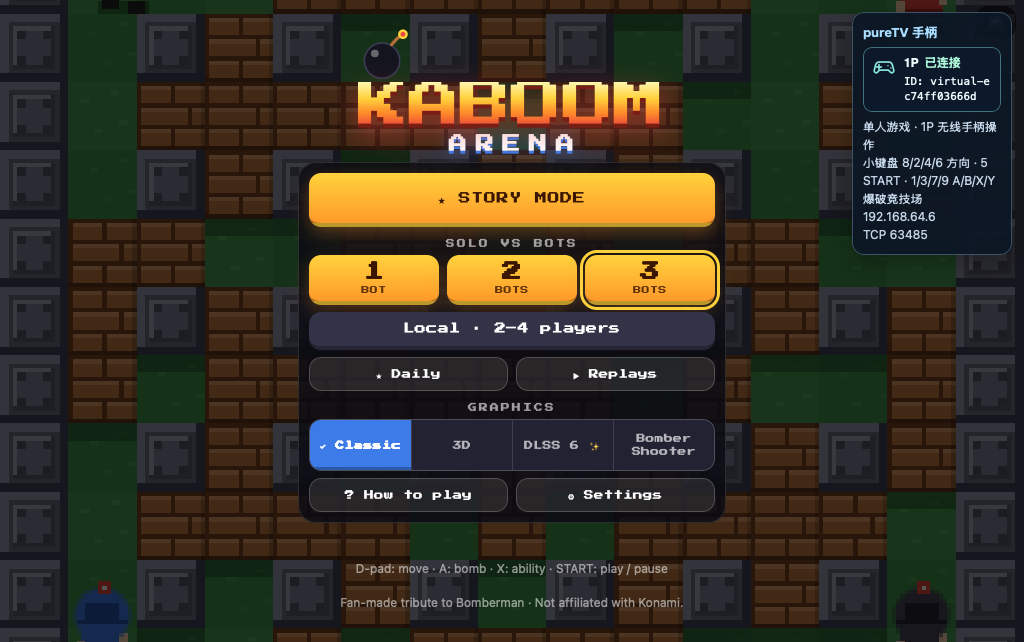 KABOOM
ARENA
★ STORY MODE
SOLO VS BOTS
1
BOT
2
BOTS
3
BOTS
Local · 2–4 players
★ Daily
▶ Replays
GRAPHICS
✓ Classic
3D
DLSS 6 ✨
Bomber
Shooter
? How to play
⚙ Settings
D-pad: move · A: bomb · X: ability · START: play / pause
Fan-made tribute to Bomberman · Not affiliated with Konami.
pureTV 手柄
1P 已连接
ID: virtual-e
c74ff03666d
单人游戏 · 1P 无线手柄操
作
小键盘 8/2/4/6 方向 · 5
START · 1/3/7/9 A/B/X/Y
爆破竞技场
192.168.64.6
TCP 63485